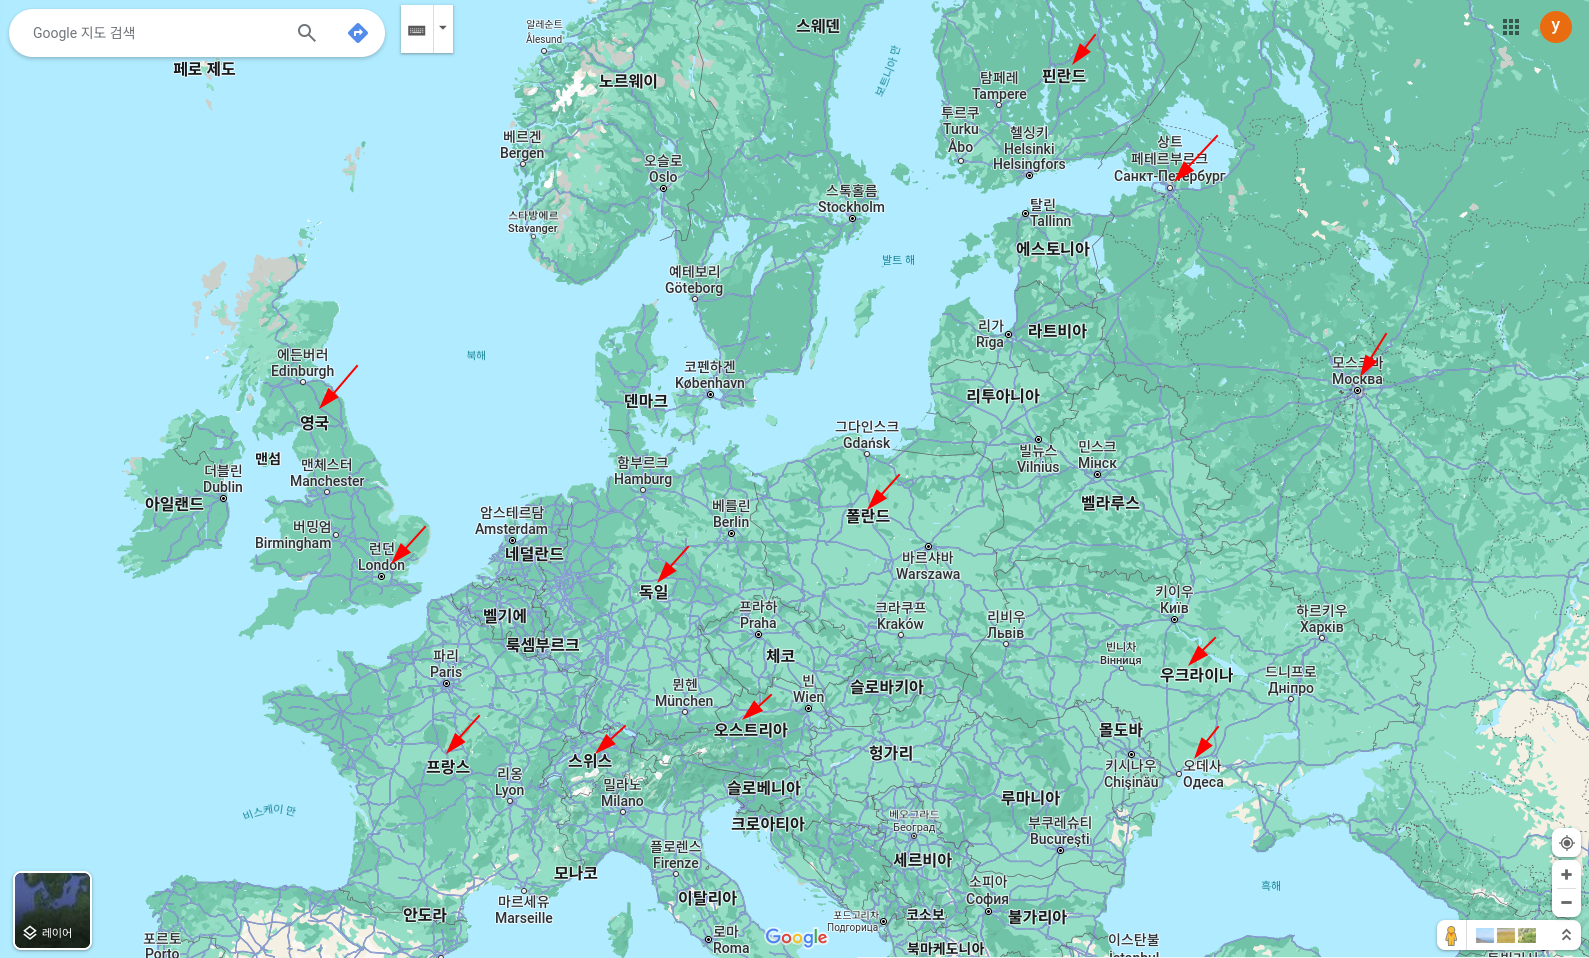 Google 지도 검색
y
페로 제도
알레순트
Ålesund
스웨덴
노르웨이
보트니아 만
핀란드
탐페레
Tampere
투르쿠
Turku
Åbo
헬싱키
Helsinki
Helsingfors
상트
페테르부르크
Санкт-Петербург
베르겐
Bergen
오슬로
Oslo
스톡홀름
Stockholm
탈린
Tallinn
스타방에르
Stavanger
에스토니아
발트 해
예테보리
Göteborg
리가
Rīga
라트비아
북해
에든버러
Edinburgh
코펜하겐
København
모스크바
Москва
영국
덴마크
리투아니아
그다인스크
Gdańsk
맨섬
맨체스터
Manchester
더블린
Dublin
아일랜드
함부르크
Hamburg
빌뉴스
Vilnius
민스크
Мінск
벨라루스
버밍엄
Birmingham
암스테르담
Amsterdam
네덜란드
베를린
Berlin
폴란드
런던
London
바르샤바
Warszawa
독일
벨기에
룩셈부르크
프라하
Praha
크라쿠프
Kraków
리비우
Львів
키이우
Київ
하르키우
Харків
파리
Paris
체코
빈니차
Вінниця
우크라이나
드니프로
Дніпро
뮌헨
München
빈
Wien
슬로바키아
오스트리아
몰도바
프랑스
스위스
헝가리
키시나우
Chișinău
오데사
Одеса
리옹
Lyon
밀라노
Milano
슬로베니아
루마니아
비스케이 만
크로아티아
베오그라드
Београд
부쿠레슈티
București
플로렌스
Firenze
세르비아
모나코
마르세유
Marseille
이탈리아
소피아
София
흑해
안도라
포드고리차
Подгорица
코소보
불가리아
레이어
포르토
Porto
로마
Roma
Google
북마케도니아
이스탄불
İstanbul